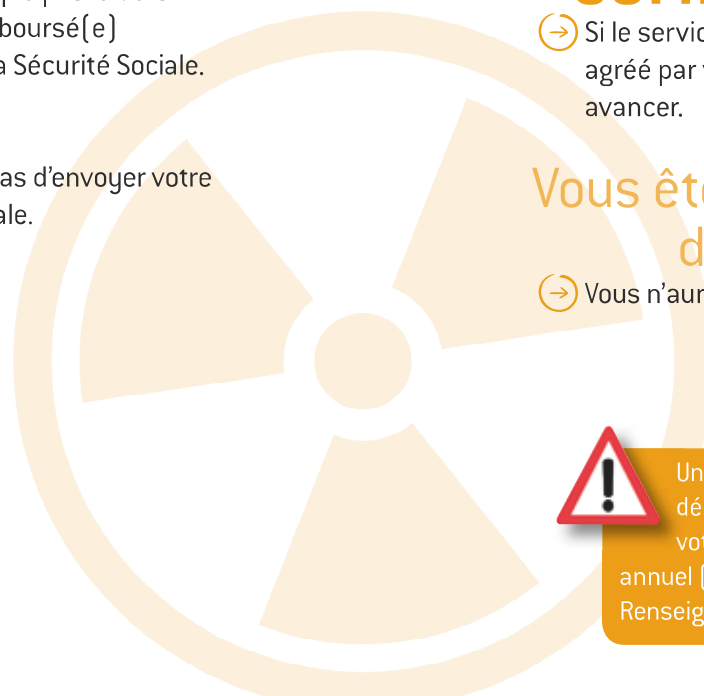 boursé(e)
a Sécurité Sociale.
as d'envoyer votre
ale.
Si le servic
agréé par
avancer.
Vous êt
d
Vous n'aur
Un
dé
vot
annuel (
Renseig